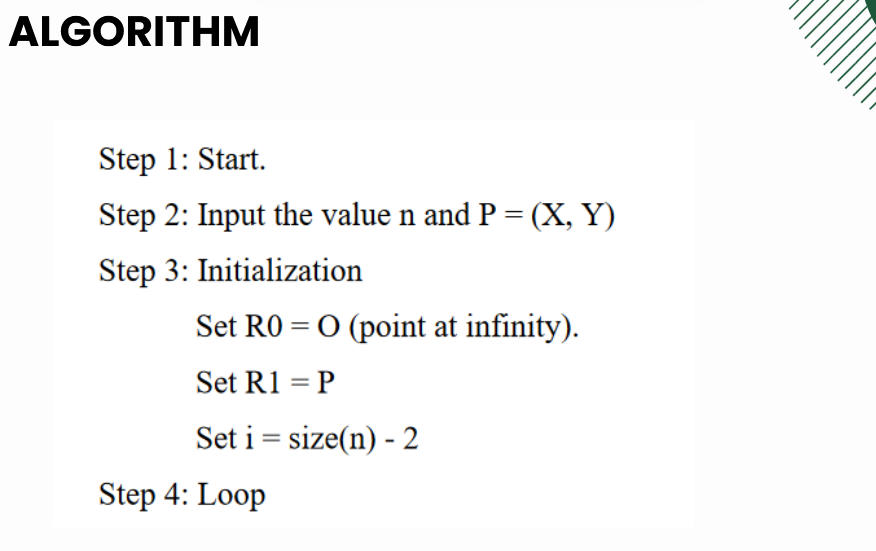 ALGORITHM
Step 1: Start.
Step 2: Input the value n and P = (X, Y)
Step 3: Initialization
Set R0 = O (point at infinity).
Set R1 = P
Set i = size(n) - 2
Step 4: Loop